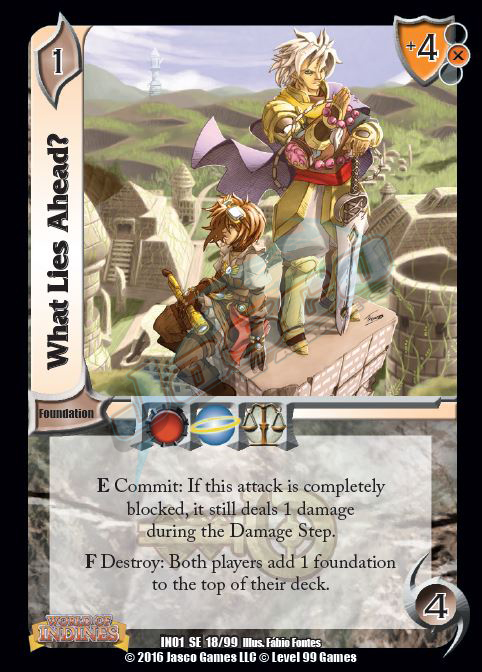 1
+4
What Lies Ahead?
Foundation
E Commit: If this attack is completely
blocked, it still deals 1 damage
during the Damage Step.
F Destroy: Both players add 1 foundation
to the top of their deck.
4
WORLD OF
INDINES
IN01 SE 18/99 Illus. Fábio Fontes
© 2016 Jasco Games LLG © Level 99 Games